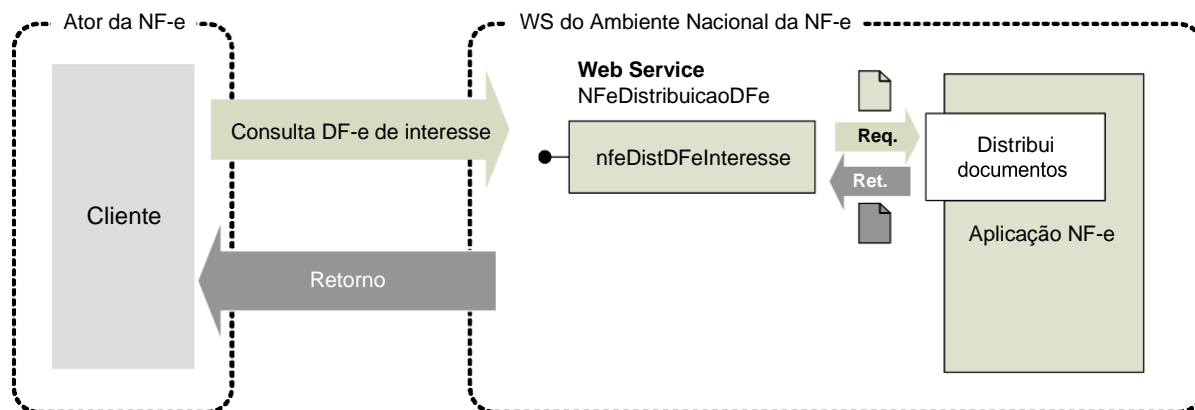 Ator da NF-e
WS do Ambiente Nacional da NF-e
Cliente
Consulta DF-e de interesse
Retorno
Web Service
NFeDistribuicaoDFe
nfeDistDFeInteresse
Req.
Ret.
Distribui
documentos
Aplicação NF-e